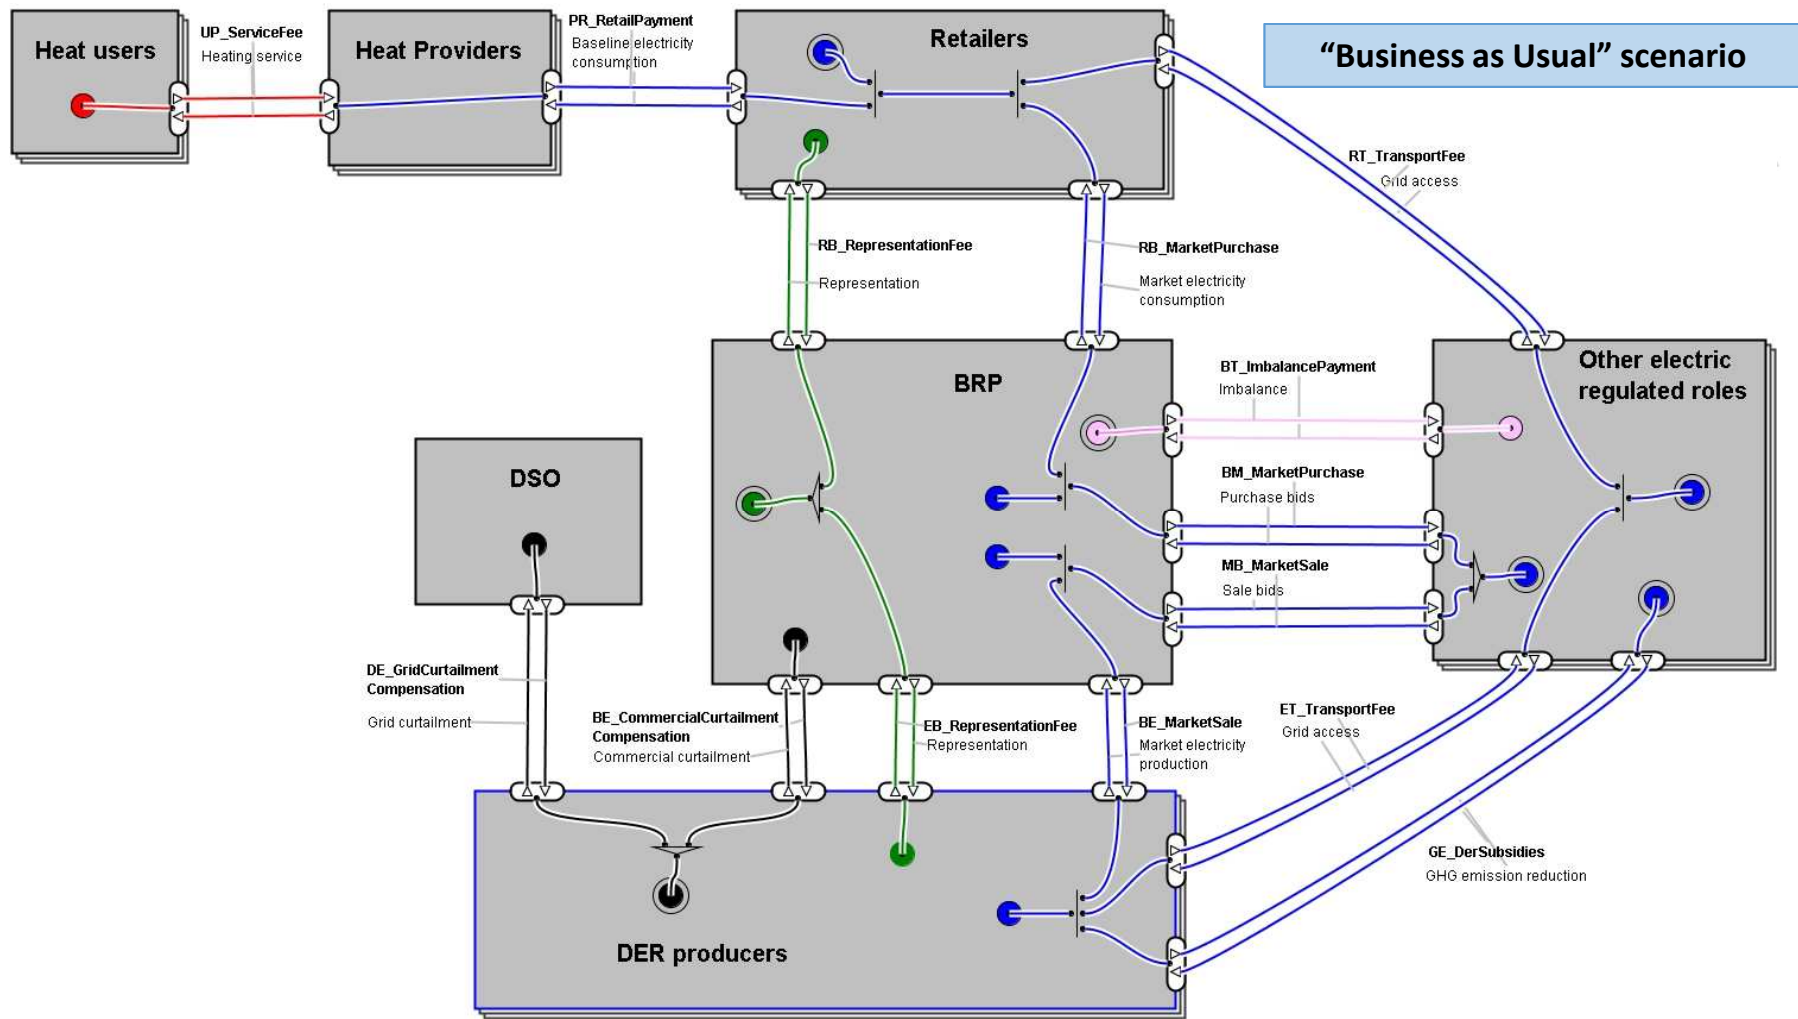 Heat users
UP_ServiceFee
Heating service
Heat Providers
PR_RetailPayment
Baseline electricity
consumption
Retailers
“Business as Usual” scenario
RT_TransportFee
Grid access
RB_RepresentationFee
Representation
RB_MarketPurchase
Market electricity
consumption
BRP
BT_ImbalancePayment
Imbalance
Other electric
regulated roles
BM_MarketPurchase
Purchase bids
MB_MarketSale
Sale bids
DSO
DE_GridCurtailment
Compensation
Grid curtailment
BE_CommercialCurtailment
Compensation
Commercial curtailment
EB_RepresentationFee
Representation
BE_MarketSale
Market electricity
production
ET_TransportFee
Grid access
GE_DerSubsidies
GHG emission reduction
DER producers